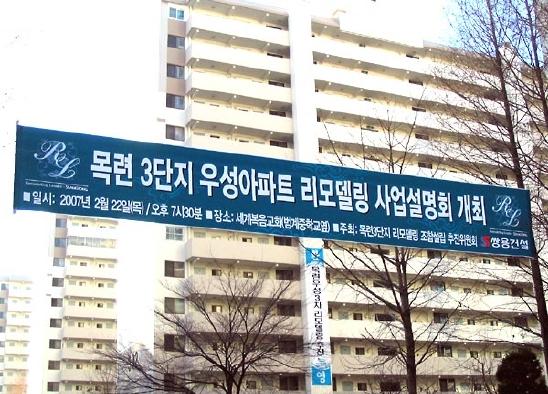 R&L
목련 3단지 우성아파트 리모델링 사업설명회 개최
■일시: 2007년 2월 22일(목) / 오후 7시30분 ■장소: 세계복음교회(범계중학교옆) ■주최: 목련3단지 리모델링 조합설립 추진위원회 쌍용건설
R&L